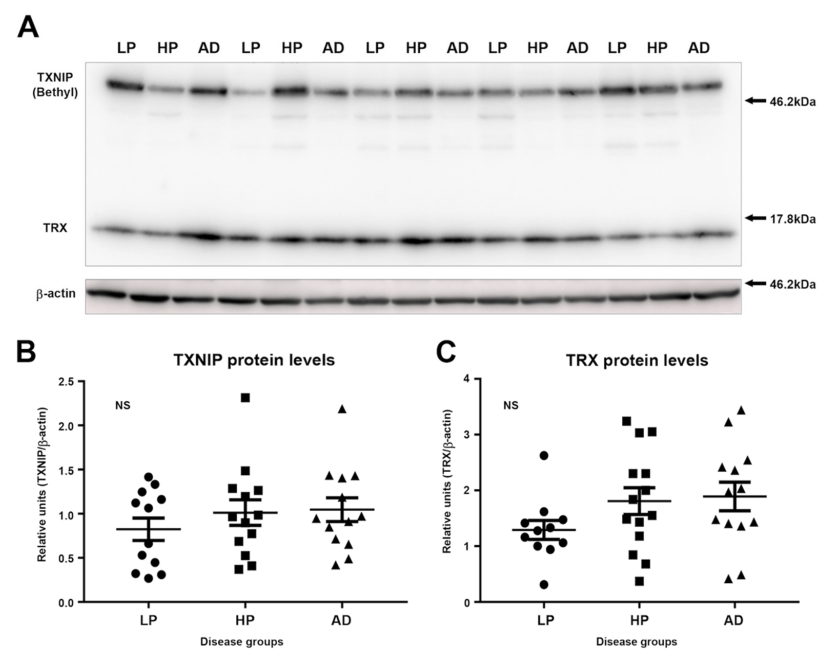 A
LP HP AD LP HP AD LP HP AD LP HP AD LP HP AD
TXNIP
(Bethyl)
46.2kDa
17.8kDa
TRX
46.2kDa
β-actin
B
TXNIP protein levels
NS
Relative units (TXNIP/β-actin)
2.5
2.0
1.5
1.0
0.5
0.0
LP HP AD
Disease groups
C
TRX protein levels
NS
Relative units (TRX/β-actin)
4
3
2
1
0
LP HP AD
Disease groups